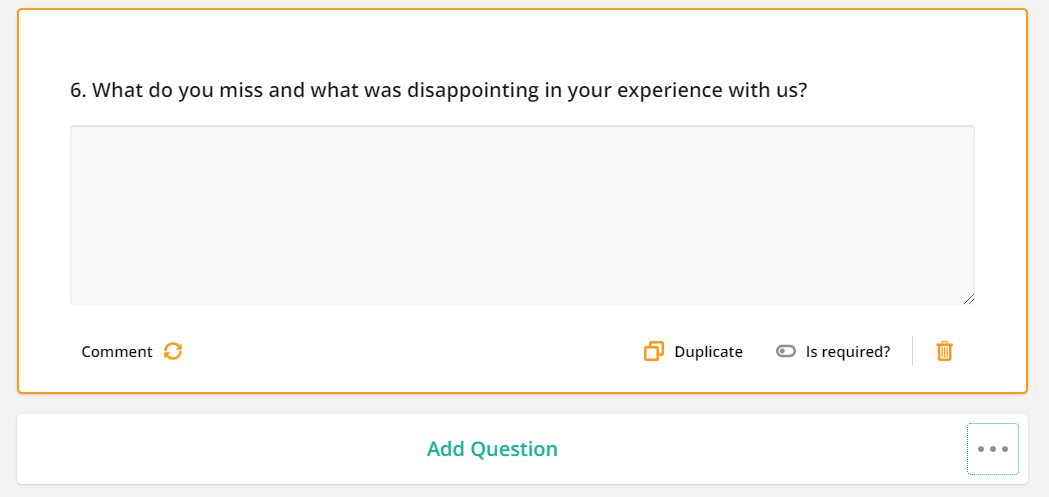 6. What do you miss and what was disappointing in your experience with us?
Comment
Duplicate
Is required?
Add Question